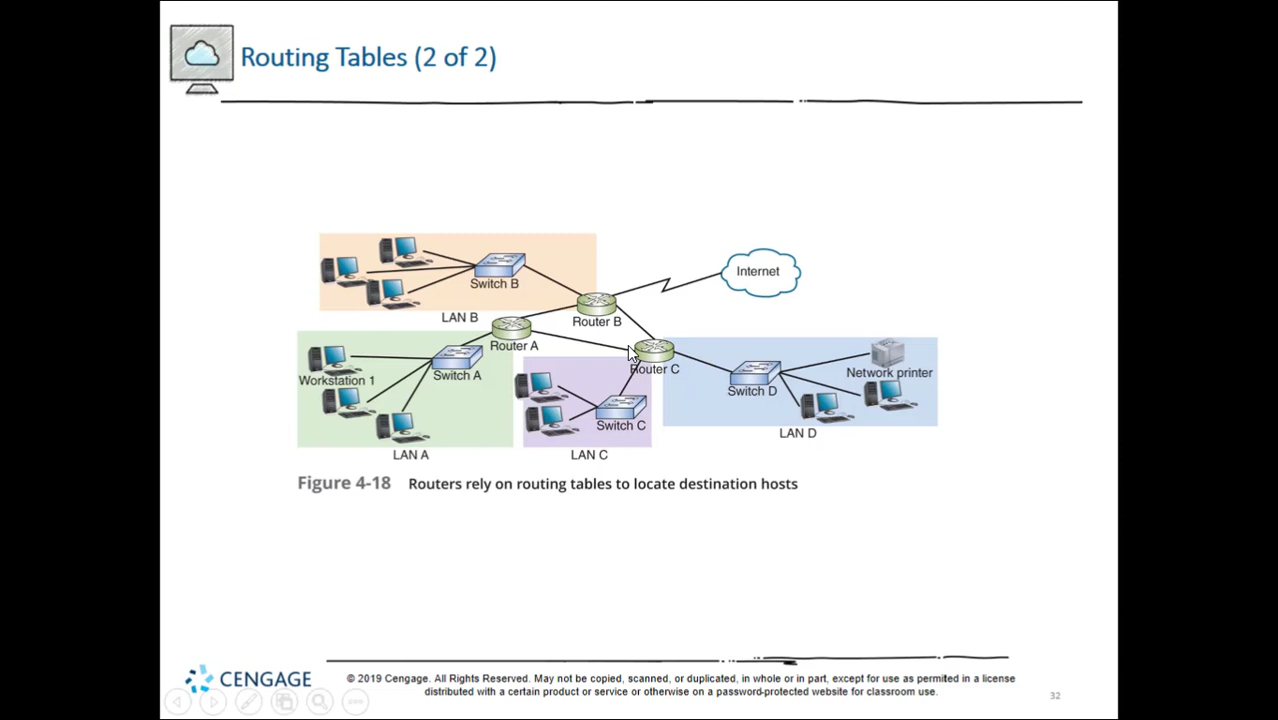 Routing Tables (2 of 2)
Internet
Switch B
Router B
LAN B
Router A
Router C
Switch A
Workstation 1
Network printer
Switch D
Switch C
LAN D
LAN A
LAN C
Figure 4-18 Routers rely on routing tables to locate destination hosts
CENGAGE
© 2019 Cengage. All Rights Reserved. May not be copied, scanned, or duplicated, in whole or in part, except for use as permitted in a license
distributed with a certain product or service or otherwise on a password-protected website for classroom use.
32